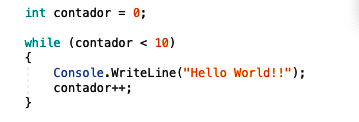 int contador = 0;

while (contador < 10)
{
    Console.WriteLine("Hello World!!");
    contador++;
}